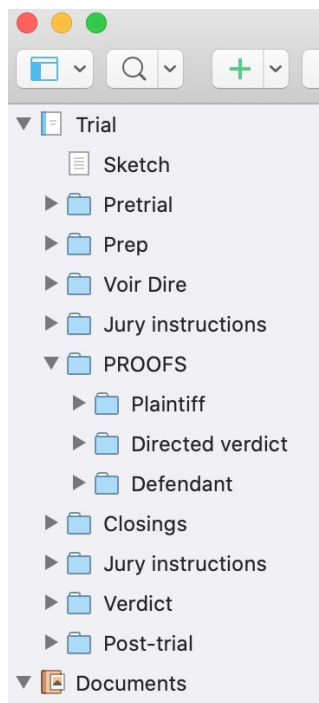 Trial
Sketch
Pretrial
Prep
Voir Dire
Jury instructions
PROOFS
Plaintiff
Directed verdict
Defendant
Closings
Jury instructions
Verdict
Post-trial
Documents